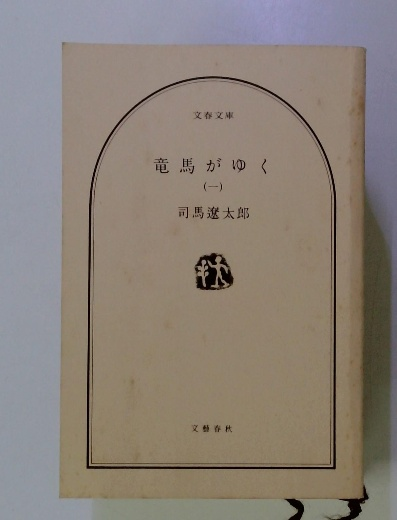 文春文庫
竜馬がゆく
(一)
司馬遼太郎
文藝春秋